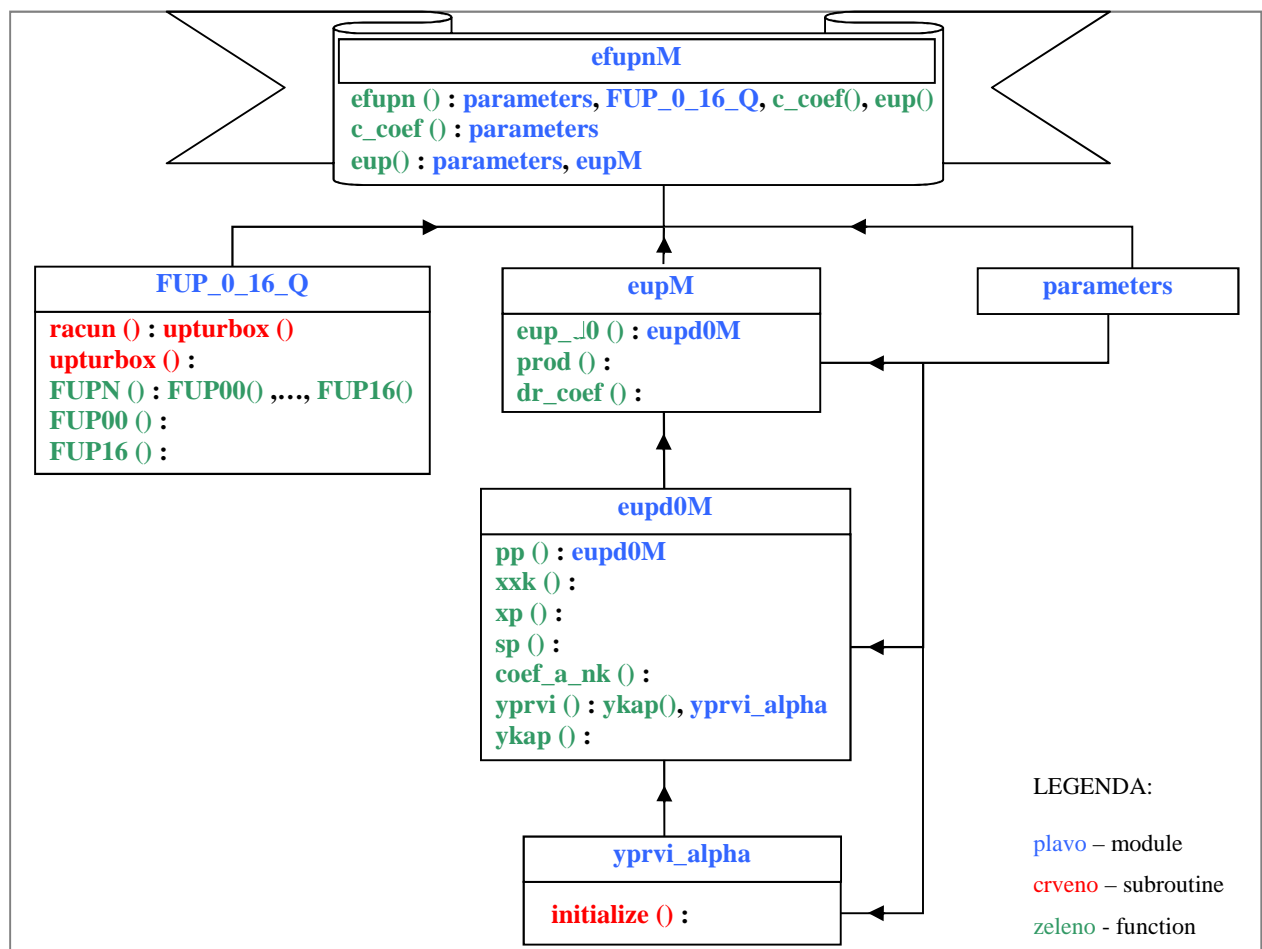 efupnM
efupn () : parameters, FUP_0_16_Q, c_coef(), eup()
c_coef () : parameters
eup() : parameters, eupM
FUP_0_16_Q
racun () : upturbox ()
upturbox () :
FUPN () : FUP00() ,…, FUP16()
FUP00 () :
FUP16 () :
eupM
eup_d0 () : eupd0M
prod () :
dr_coef () :
parameters
eupd0M
pp () : eupd0M
xxk () :
xp () :
sp () :
coef_a_nk () :
yprvi () : ykap(), yprvi_alpha
ykap () :
yprvi_alpha
initialize () :
LEGENDA:
plavo – module
crveno – subroutine
zeleno - function